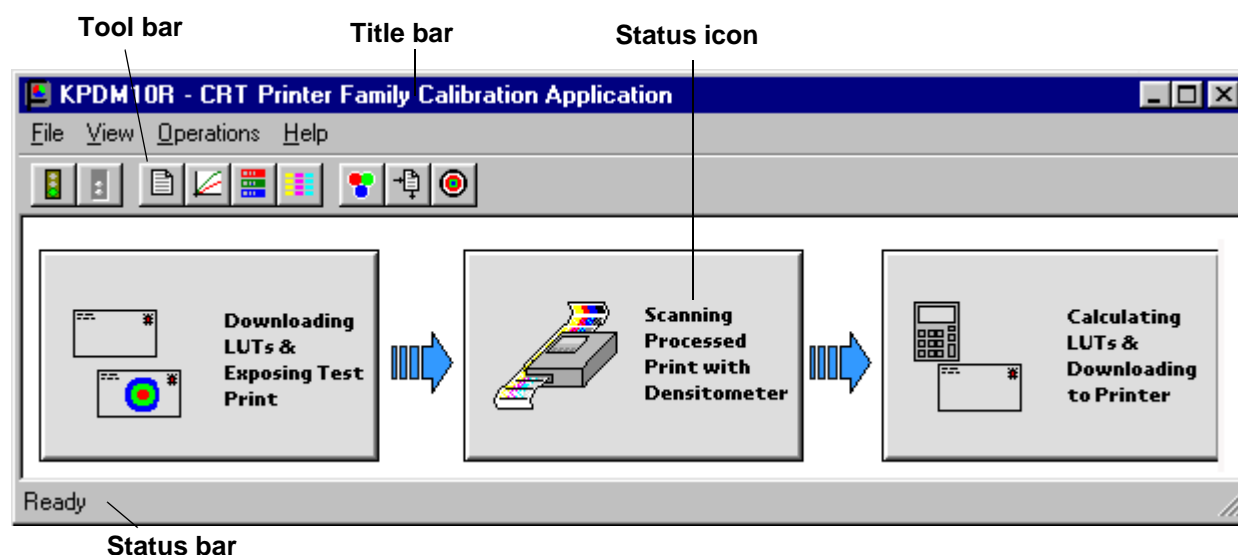 Tool bar
Title bar
Status icon
KPDM10R - CRT Printer Family Calibration Application
File View Operations Help
Downloading
LUTs &
Exposing Test
Print
Scanning
Processed
Print with
Densitometer
Calculating
LUTs &
Downloading
to Printer
Ready
Status bar